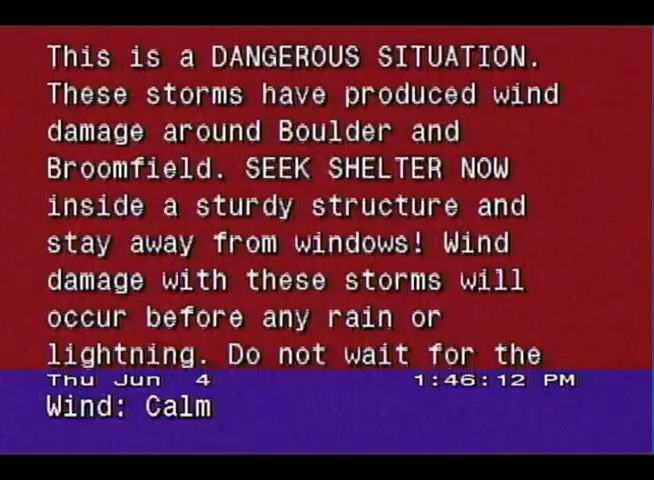 This is a DANGEROUS SITUATION.
These storms have produced wind
damage around Boulder and
Broomfield. SEEK SHELTER NOW
inside a sturdy structure and
stay away from windows! Wind
damage with these storms will
occur before any rain or
lightning. Do not wait for the
Thu Jun 4 1:46:12 PM
Wind: Calm